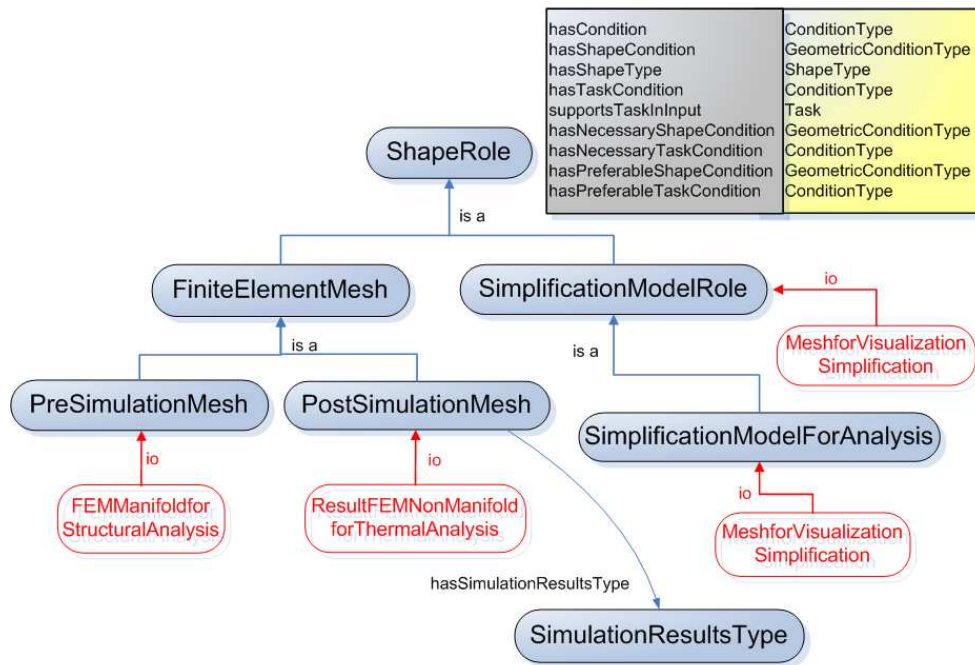 hasCondition ConditionType
hasShapeCondition GeometricConditionType
hasShapeType ShapeType
hasTaskCondition ConditionType
supportsTaskInInput Task
hasNecessaryShapeCondition GeometricConditionType
hasNecessaryTaskCondition ConditionType
hasPreferableShapeCondition GeometricConditionType
hasPreferableTaskCondition ConditionType
ShapeRole
is a
FiniteElementMesh
SimplificationModelRole
io
MeshforVisualization
Simplification
is a
is a
PreSimulationMesh
PostSimulationMesh
SimplificationModelForAnalysis
io
io
io
FEMManifoldfor
StructuralAnalysis
ResultFEMNonManifold
forThermalAnalysis
MeshforVisualization
Simplification
hasSimulationResultsType
SimulationResultsType